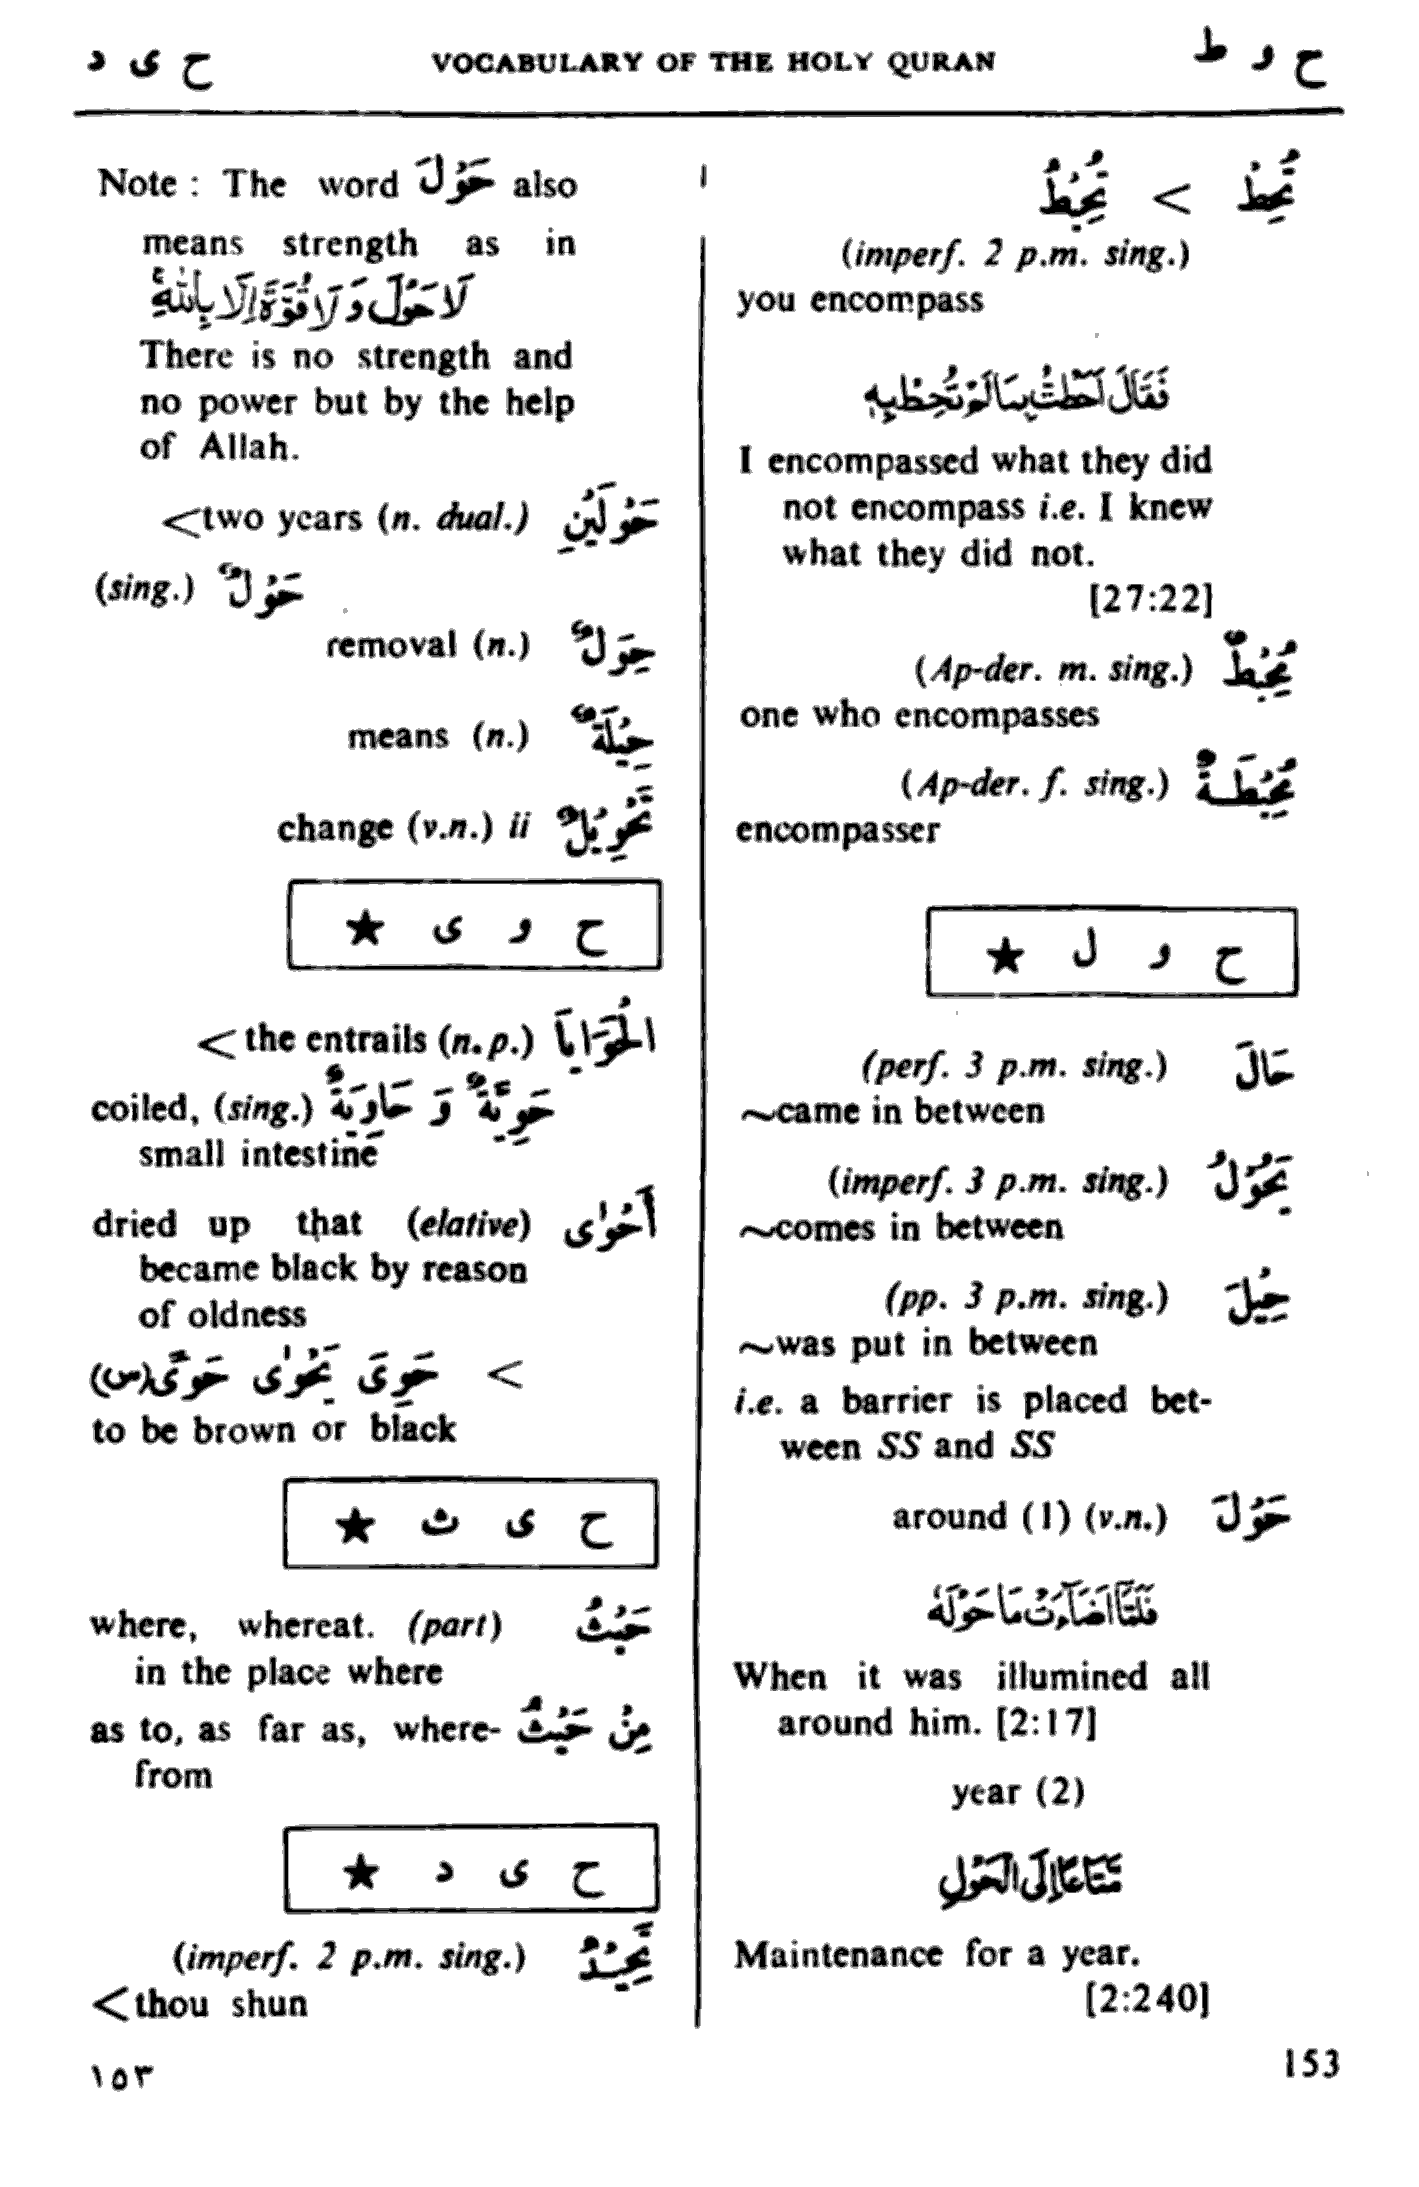 ح ى د VOCABULARY OF THE HOLY QURAN ح و ط
تُحِطْ > تُحِيْطُ
(imperf. 2 p.m. sing.)
you encompass
فَقَالَ اَحَطْتُّ بِمَا لَمْ تُحِطْ بِهٖ
I encompassed what they did
not encompass i.e. I knew
what they did not.
[27:22]
(Ap-der. m. sing.) مُحِيْطٌ
one who encompasses
(Ap-der. f. sing.) مُحِيْطَةٌ
encompasser
ح و ل ★
(perf. 3 p.m. sing.) حَالَ
~came in between
(imperf. 3 p.m. sing.) يَحُوْلُ
~comes in between
(pp. 3 p.m. sing.) حِيْلَ
~was put in between
i.e. a barrier is placed bet-
ween SS and SS
around (1) (v.n.) حَوْلَ
فَلَمَّا اَضَآءَتْ مَا حَوْلَهٗ
When it was illumined all
around him. [2:17]
year (2)
مَّتَاعًا اِلَى الْحَوْلِ
Maintenance for a year.
[2:240]
Note : The word حَوْلَ also
means strength as in
لَا حَوْلَ وَلَا قُوَّةَ اِلَّا بِاللّٰهِ
There is no strength and
no power but by the help
of Allah.
<two years (n. dual.) حَوْلَيْنِ
(sing.) حَوْلٌ
removal (n.) حِوَلٌ
means (n.) حِيْلَةٌ
change (v.n.) ii تَحْوِيْلٌ
ح و ى ★
< the entrails (n.p.) الْحَوَايَا
coiled, (sing.) حَوِيَّةٌ وَ حَاوِيَةٌ
small intestine
dried up that (elative) أَحْوٰى
became black by reason
of oldness
< حَوِىَ يَحْوٰى حَوًى (س)
to be brown or black
ح ى ث ★
where, whereat. (part) حَيْثُ
in the place where
as to, as far as, where- مِنْ حَيْثُ
from
ح ى د ★
(imperf. 2 p.m. sing.) تَحِيْدُ
<thou shun
١٥٣ 153